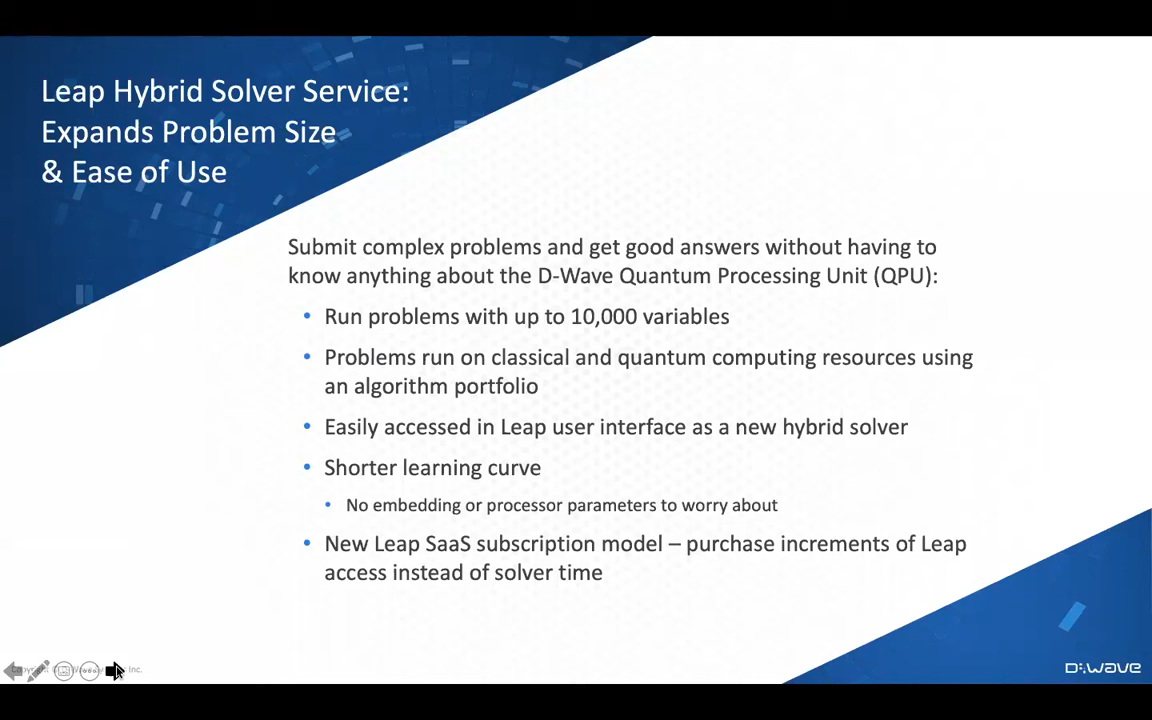 Leap Hybrid Solver Service:
Expands Problem Size
& Ease of Use
Submit complex problems and get good answers without having to
know anything about the D-Wave Quantum Processing Unit (QPU):
• Run problems with up to 10,000 variables
• Problems run on classical and quantum computing resources using
an algorithm portfolio
• Easily accessed in Leap user interface as a new hybrid solver
• Shorter learning curve
• No embedding or processor parameters to worry about
• New Leap SaaS subscription model – purchase increments of Leap
access instead of solver time
Inc.
D:wave